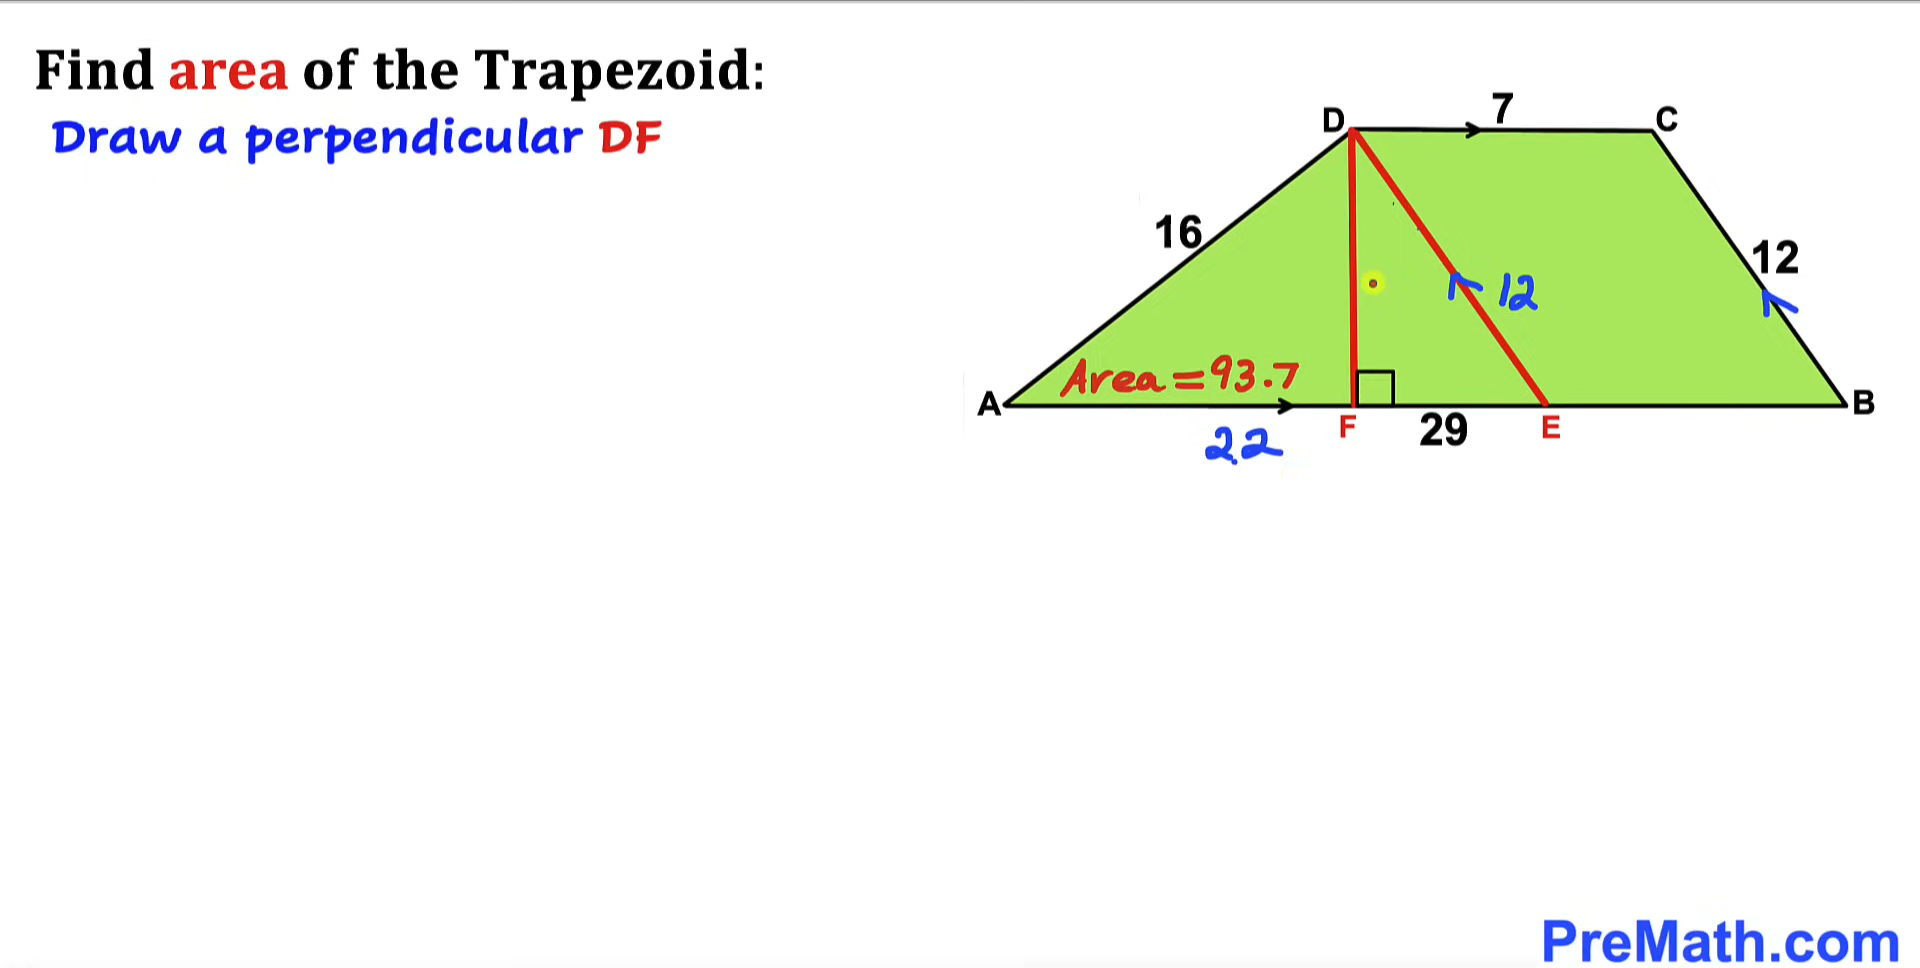 Find area of the Trapezoid:
Draw a perpendicular DF
D
7
C
16
12
12
Area=93.7
A
B
F
29
E
22
PreMath.com